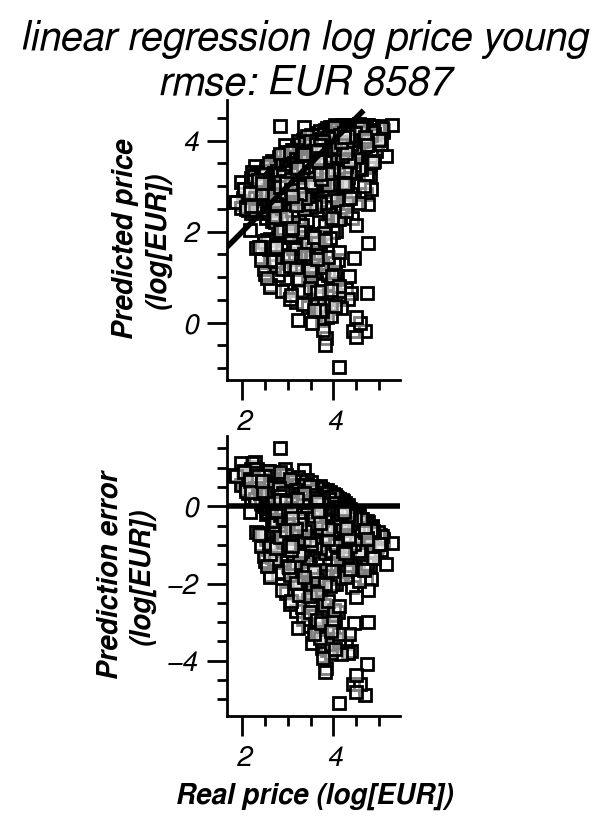 linear regression log price young
rmse: EUR 8587
Predicted price
(log[EUR])
4
2
0
2
4
Prediction error
(log[EUR])
0
−2
−4
2
4
Real price (log[EUR])